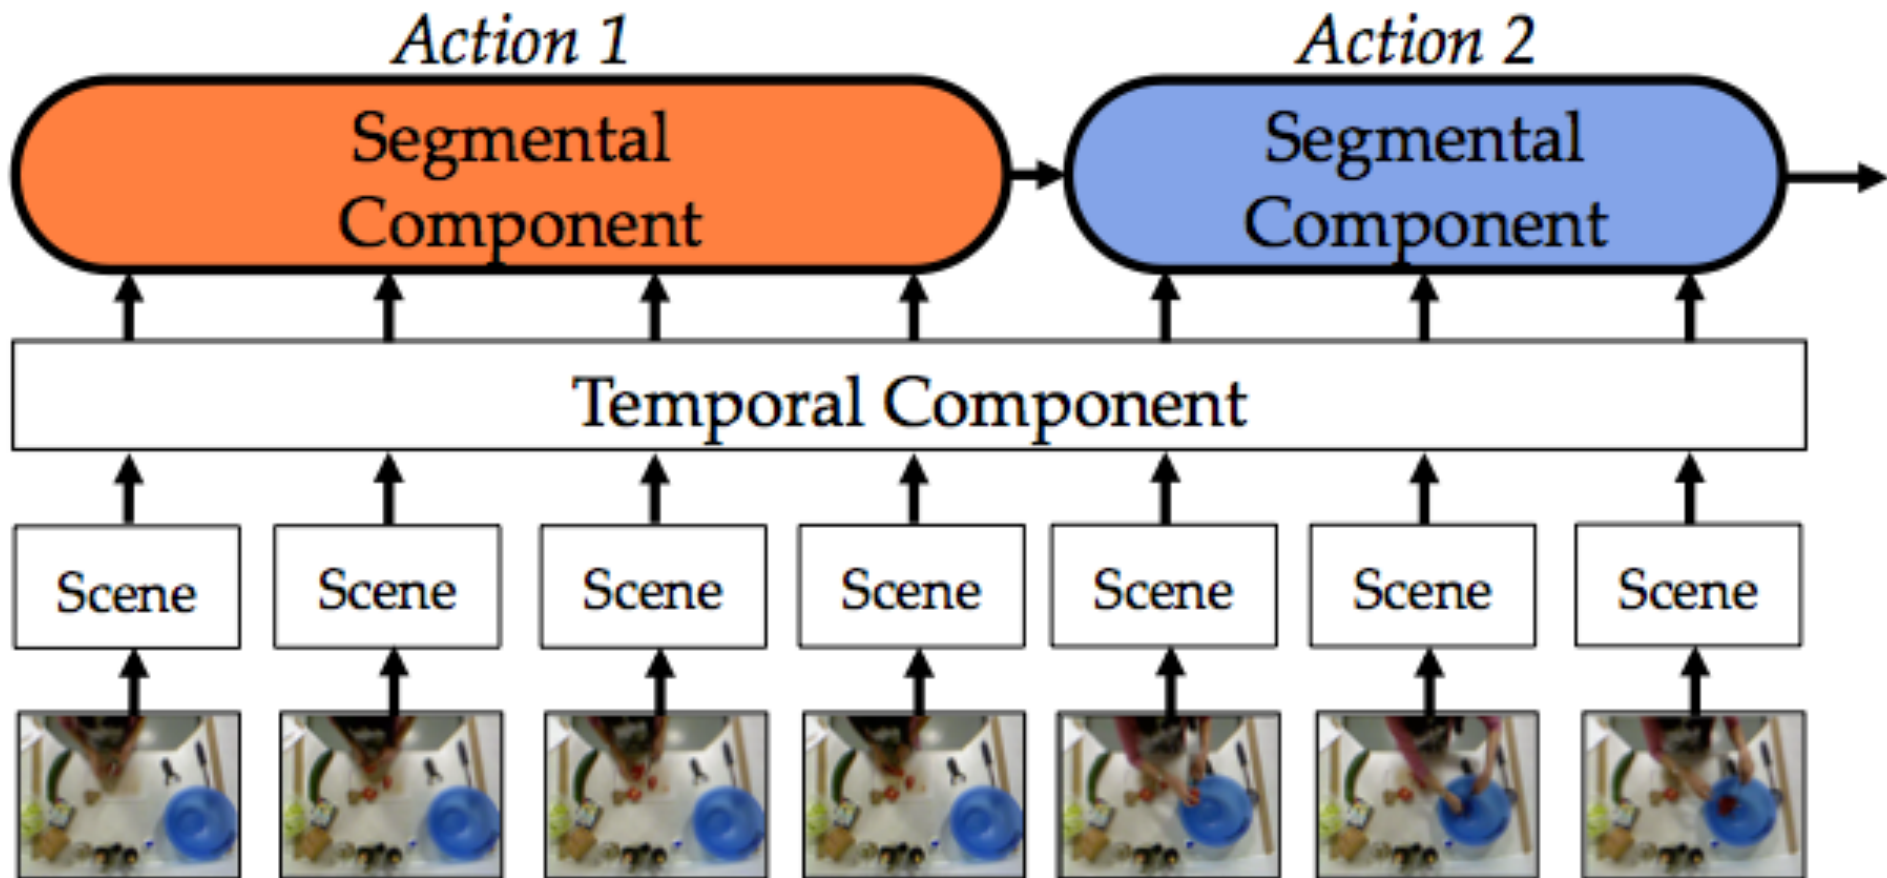 Action 1
Action 2
Segmental
Component
Segmental
Component
Temporal Component
Scene
Scene
Scene
Scene
Scene
Scene
Scene